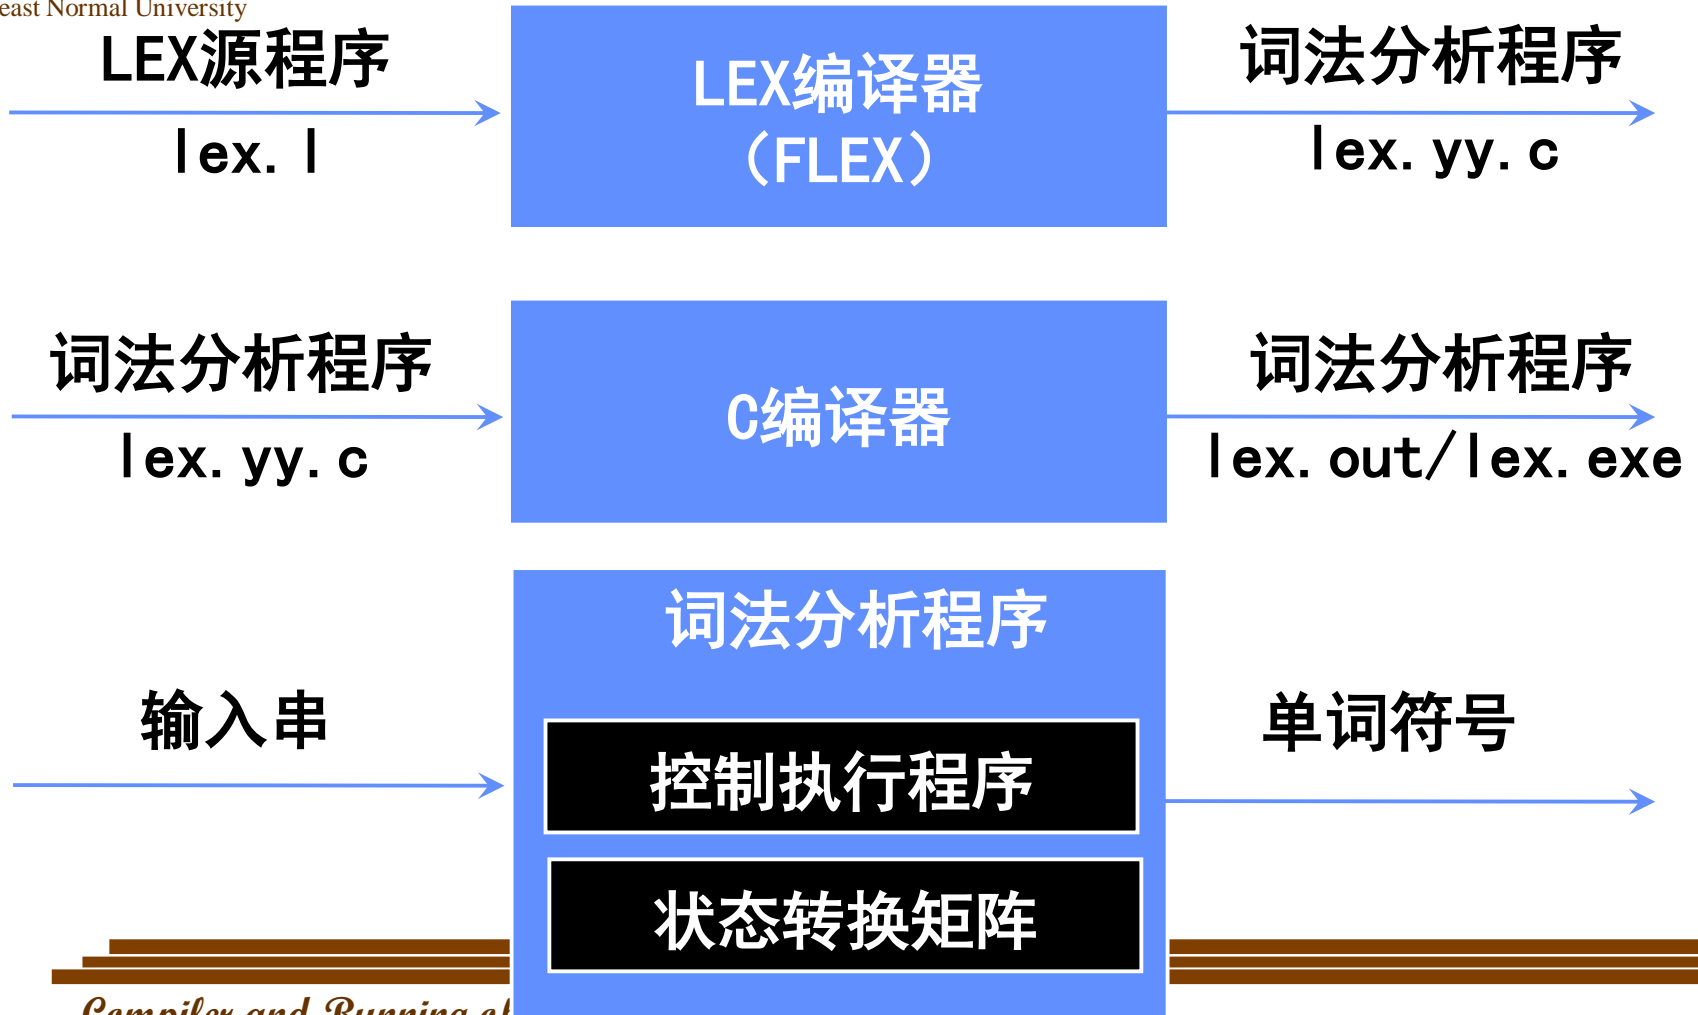 east Normal University
LEX源程序
lex.l
LEX编译器
（FLEX）
词法分析程序
lex.yy.c
词法分析程序
lex.yy.c
C编译器
词法分析程序
lex.out/lex.exe
输入串
词法分析程序
控制执行程序
状态转换矩阵
单词符号
Compiler and Running